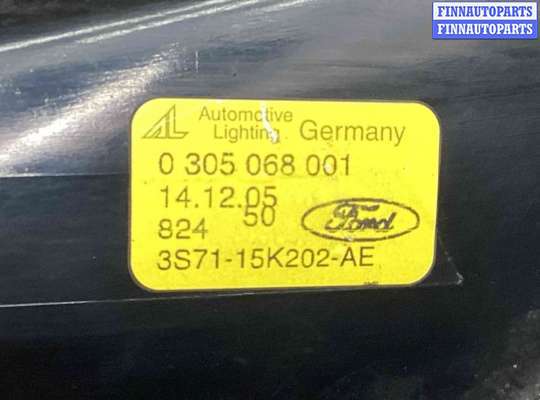 FINNAUTOPARTS
FINNAUTOPARTS
AL Automotive
Lighting Germany
0 305 068 001
14.12.05
50
824
Ford
3S71-15K202-AE